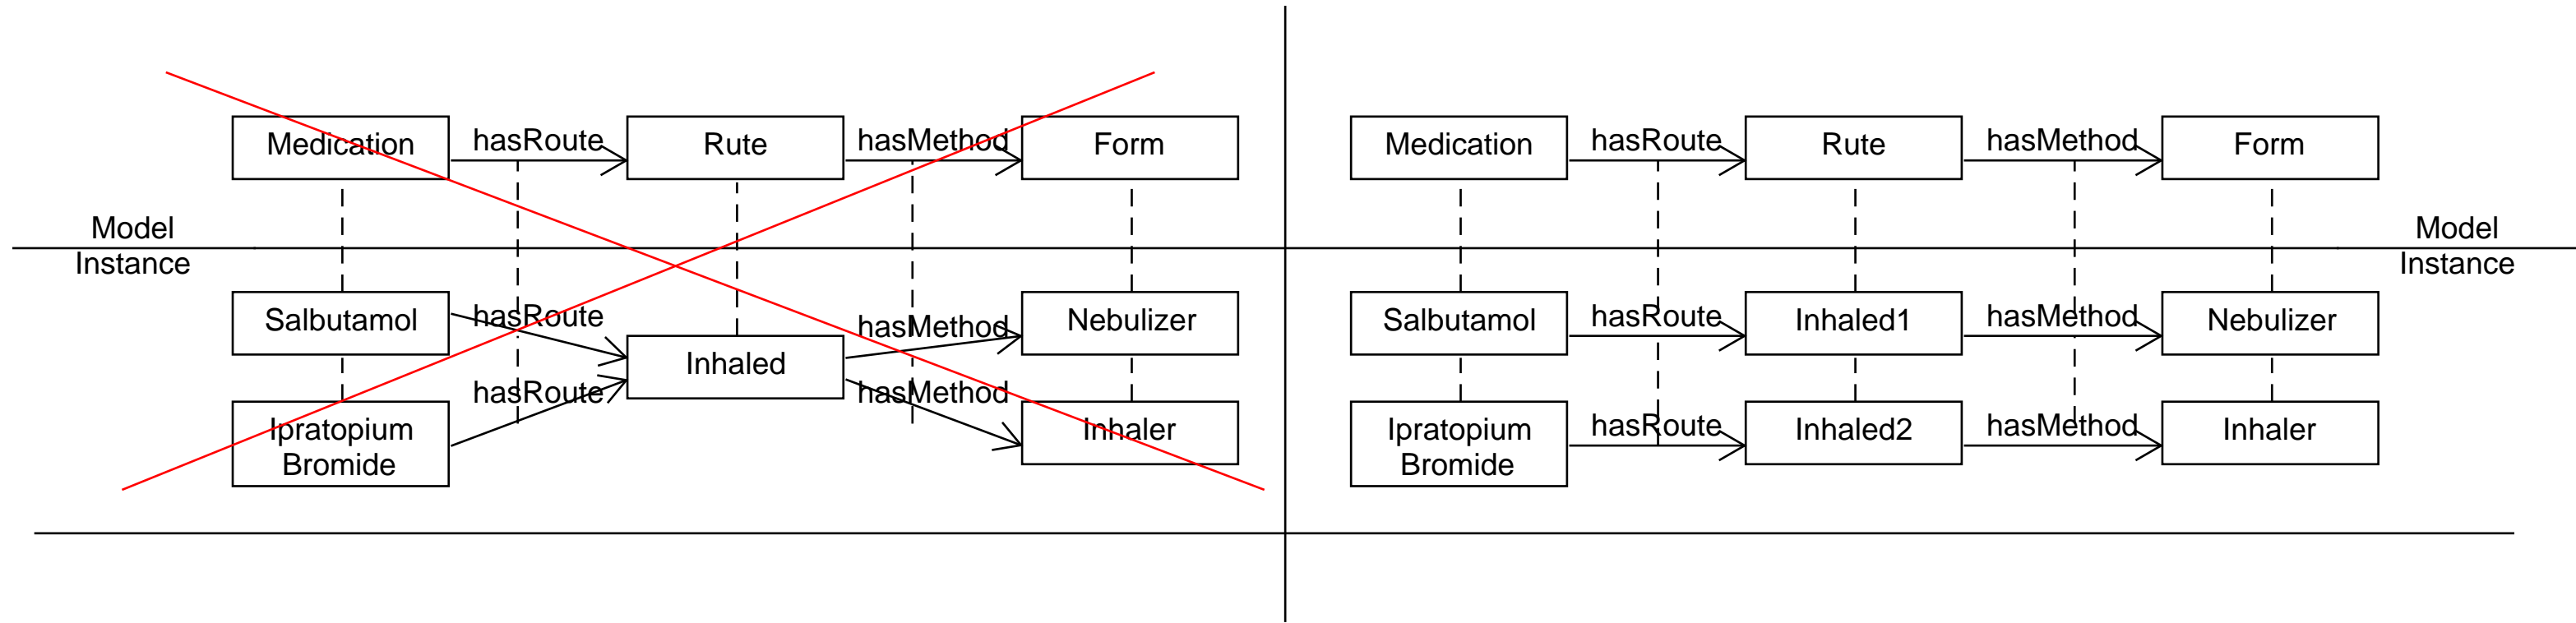 Medication
hasRoute
Rute
hasMethod
Form
Model
Instance
Salbutamol
hasRoute
Inhaled
hasMethod
Nebulizer
Ipratopium
Bromide
hasRoute
hasMethod
Inhaler
Medication
hasRoute
Rute
hasMethod
Form
Model
Instance
Salbutamol
hasRoute
Inhaled1
hasMethod
Nebulizer
Ipratopium
Bromide
hasRoute
Inhaled2
hasMethod
Inhaler